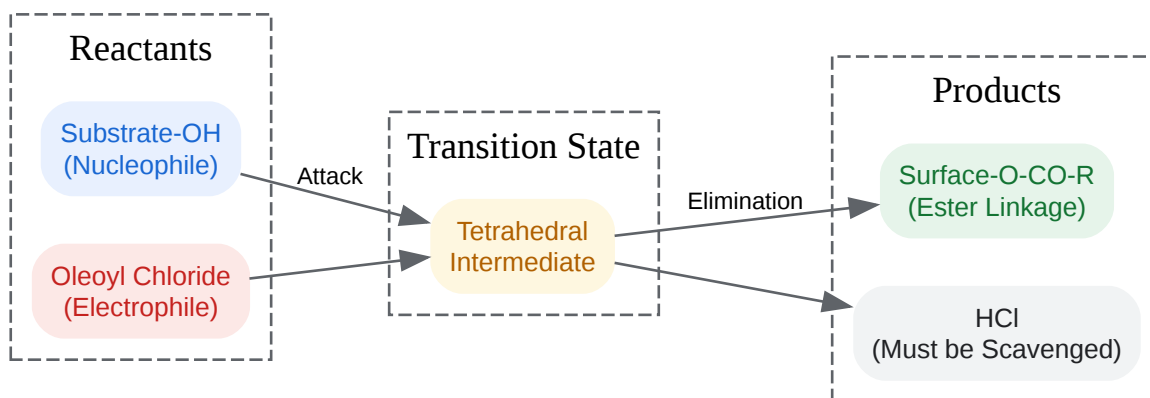 Reactants
Substrate-OH
(Nucleophile)
Oleoyl Chloride
(Electrophile)
Attack
Transition State
Tetrahedral
Intermediate
Elimination
Products
Surface-O-CO-R
(Ester Linkage)
HCl
(Must be Scavenged)